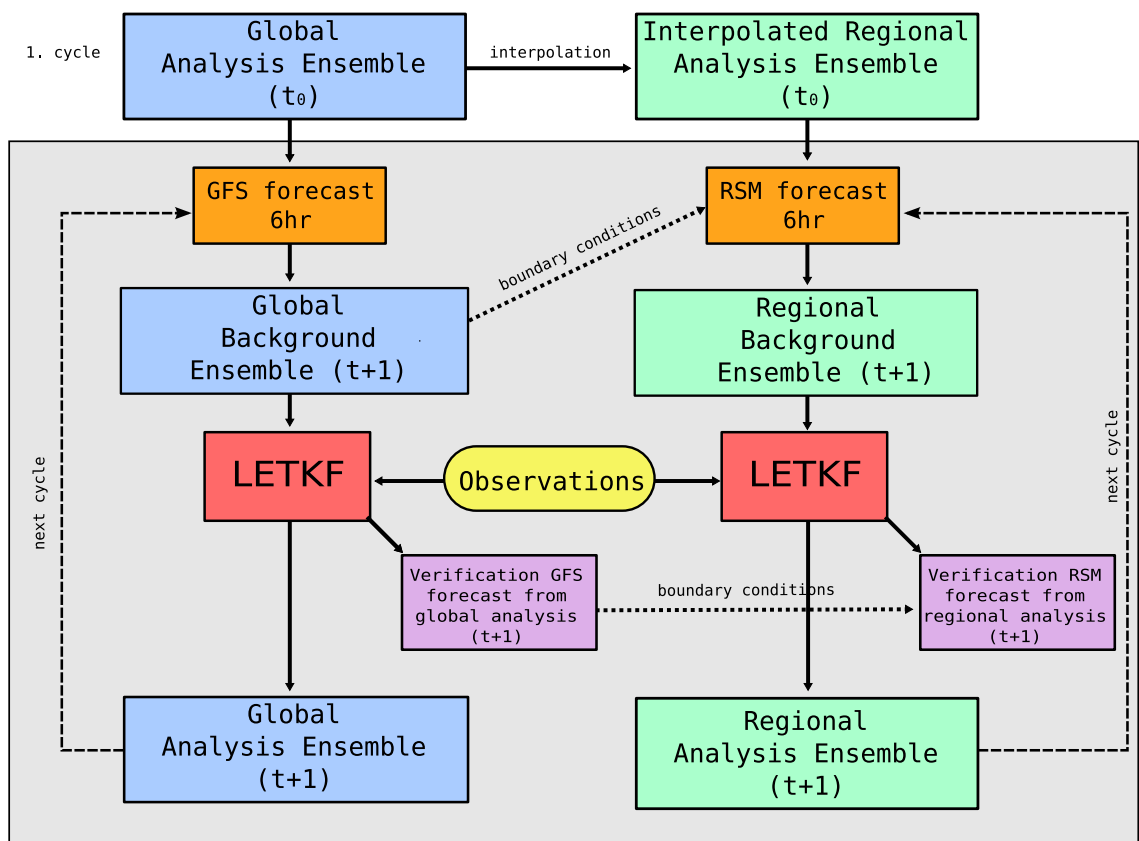 1. cycle
Global
Analysis Ensemble
(t0)
interpolation
Interpolated Regional
Analysis Ensemble
(t0)
GFS forecast
6hr
RSM forecast
6hr
boundary conditions
Global
Background
Ensemble (t+1)
Regional
Background
Ensemble (t+1)
LETKF
Observations
LETKF
next cycle
next cycle
Verification GFS
forecast from
global analysis
(t+1)
boundary conditions
Verification RSM
forecast from
regional analysis
(t+1)
Global
Analysis Ensemble
(t+1)
Regional
Analysis Ensemble
(t+1)